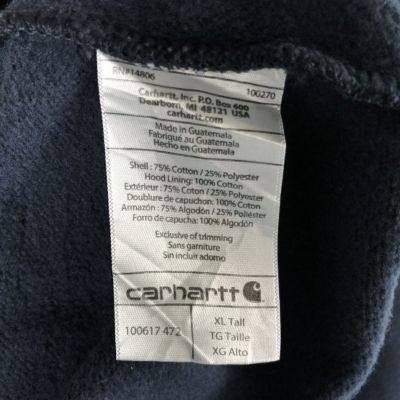 RN#14806 100270
Carhartt, Inc. P.O. Box 600
Dearborn, MI 48121 USA
carhartt.com
Made in Guatemala
Fabriqué au Guatemala
Hecho en Guatemala
Shell : 75% Cotton / 25% Polyester
Hood Lining: 100% Cotton
Extérieur : 75% Coton / 25% Polyester
Doublure de capuchon: 100% Coton
Armazón : 75% Algodón / 25% Poliéster
Forro de capucha: 100% Algodón
Exclusive of trimming
Sans garniture
Sin incluir adorno
carhartt
100617 472
XL Tall
TG Taille
XG Alto